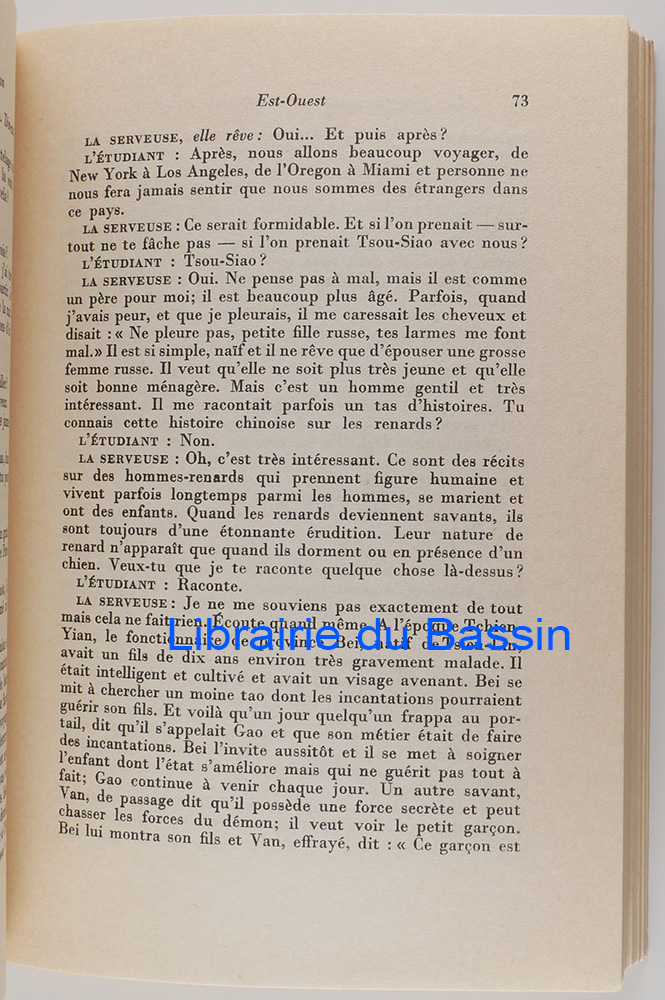 Est-Ouest 73
LA SERVEUSE, elle rêve : Oui... Et puis après ?
L'ÉTUDIANT : Après, nous allons beaucoup voyager, de
New York à Los Angeles, de l'Oregon à Miami et personne ne
nous fera jamais sentir que nous sommes des étrangers dans
ce pays.
LA SERVEUSE : Ce serait formidable. Et si l'on prenait — sur-
tout ne te fâche pas — si l'on prenait Tsou-Siao avec nous ?
L'ÉTUDIANT : Tsou-Siao ?
LA SERVEUSE : Oui. Ne pense pas à mal, mais il est comme
un père pour moi; il est beaucoup plus âgé. Parfois, quand
j'avais peur, et que je pleurais, il me caressait les cheveux et
disait : « Ne pleure pas, petite fille russe, tes larmes me font
mal.» Il est si simple, naïf et il ne rêve que d'épouser une grosse
femme russe. Il veut qu'elle ne soit plus très jeune et qu'elle
soit bonne ménagère. Mais c'est un homme gentil et très
intéressant. Il me racontait parfois un tas d'histoires. Tu
connais cette histoire chinoise sur les renards ?
L'ÉTUDIANT : Non.
LA SERVEUSE : Oh, c'est très intéressant. Ce sont des récits
sur des hommes-renards qui prennent figure humaine et
vivent parfois longtemps parmi les hommes, se marient et
ont des enfants. Quand les renards deviennent savants, ils
sont toujours d'une étonnante érudition. Leur nature de
renard n'apparaît que quand ils dorment ou en présence d'un
chien. Veux-tu que je te raconte quelque chose là-dessus ?
L'ÉTUDIANT : Raconte.
LA SERVEUSE : Je ne me souviens pas exactement de tout
mais cela ne fait rien. Écoute quand même. A l'époque Tchien-
Yian, le fonctionnaire de province Bei, natif de
Librairie du Bassin
avait un fils de dix ans environ très gravement malade. Il
était intelligent et cultivé et avait un visage avenant. Bei se
mit à chercher un moine tao dont les incantations pourraient
guérir son fils. Et voilà qu'un jour quelqu'un frappa au por-
tail, dit qu'il s'appelait Gao et que son métier était de faire
des incantations. Bei l'invite aussitôt et il se met à soigner
l'enfant dont l'état s'améliore mais qui ne guérit pas tout à
fait; Gao continue à venir chaque jour. Un autre savant,
Van, de passage dit qu'il possède une force secrète et peut
chasser les forces du démon; il veut voir le petit garçon.
Bei lui montra son fils et Van, effrayé, dit : « Ce garçon est